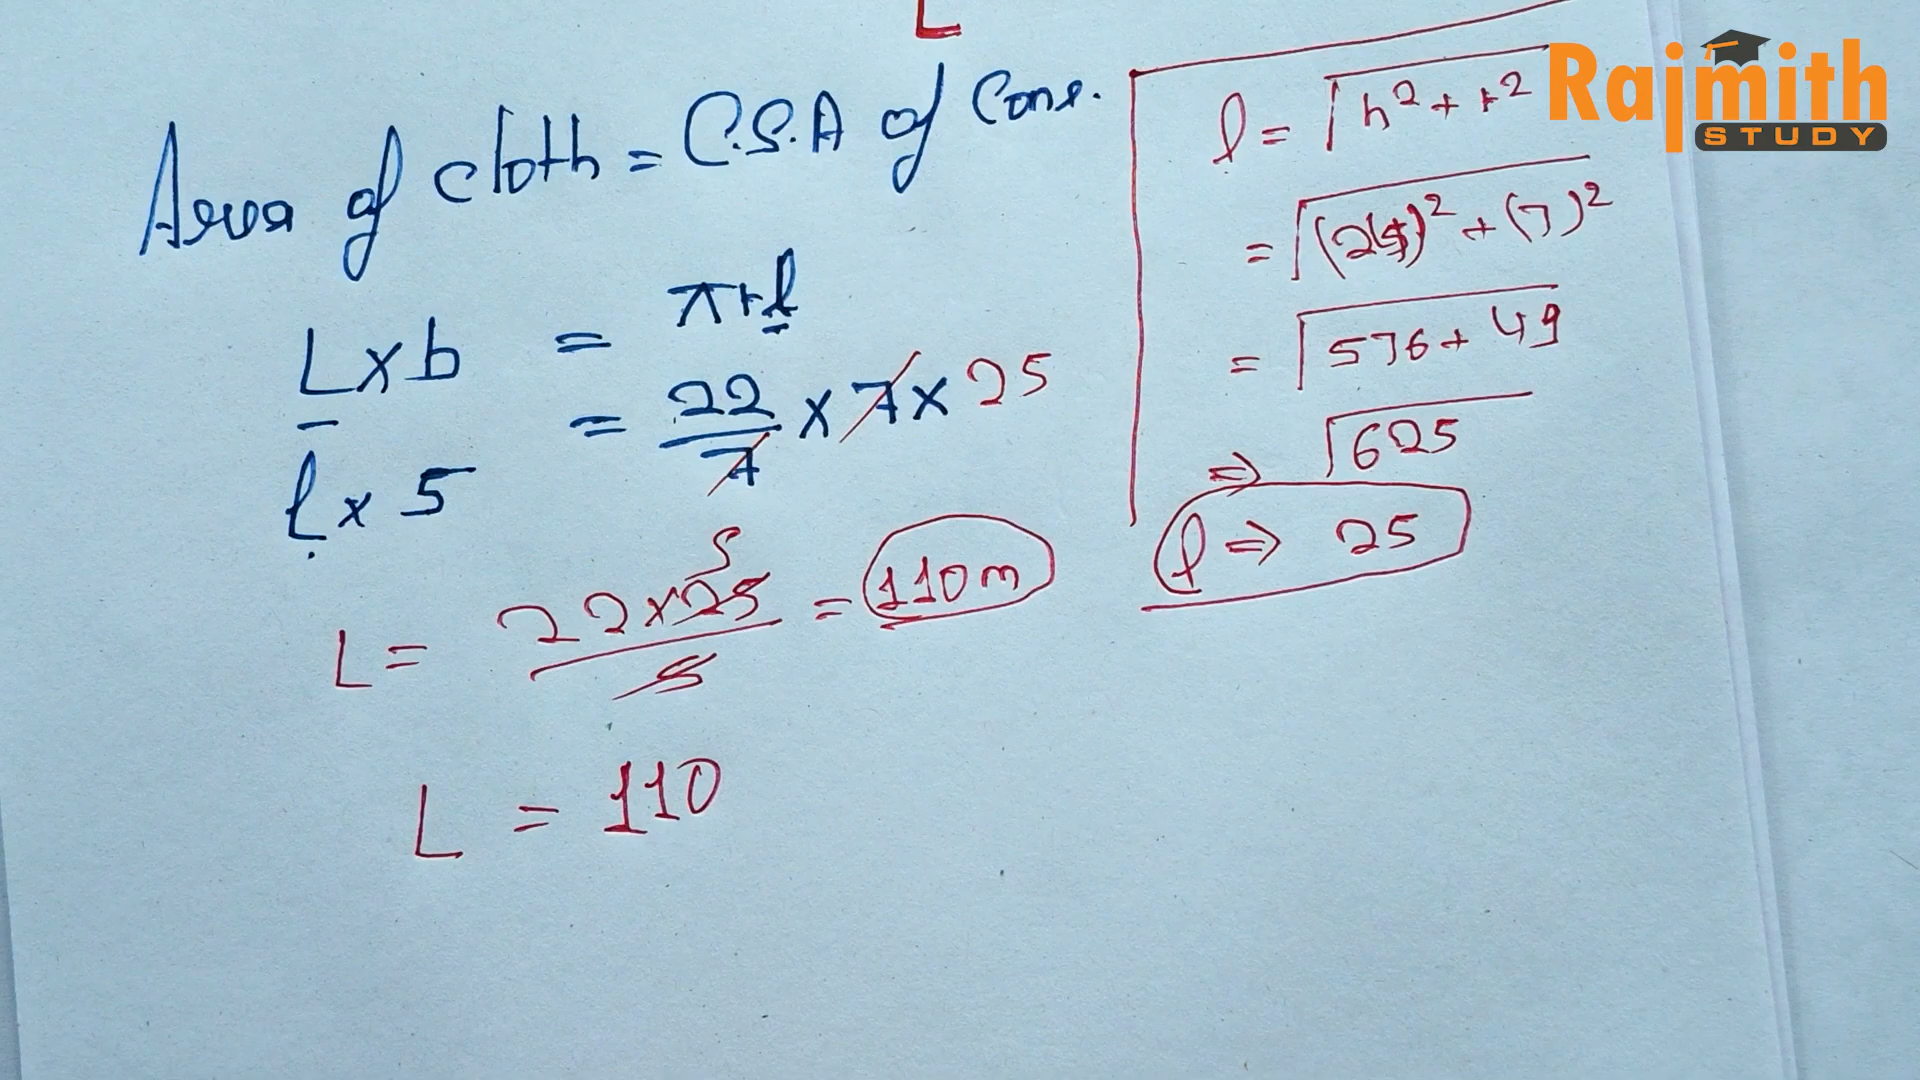 L
Area of cloth = C.S.A of Cone.
L×b = πrl
l×5 = 22/7 × 7 × 25
L = 22×25/5 = 110m
5
L = 110
l = √h²+r²
= √(24)²+(7)²
= √576+49
⇒ √625
l ⇒ 25
Rajmith
STUDY